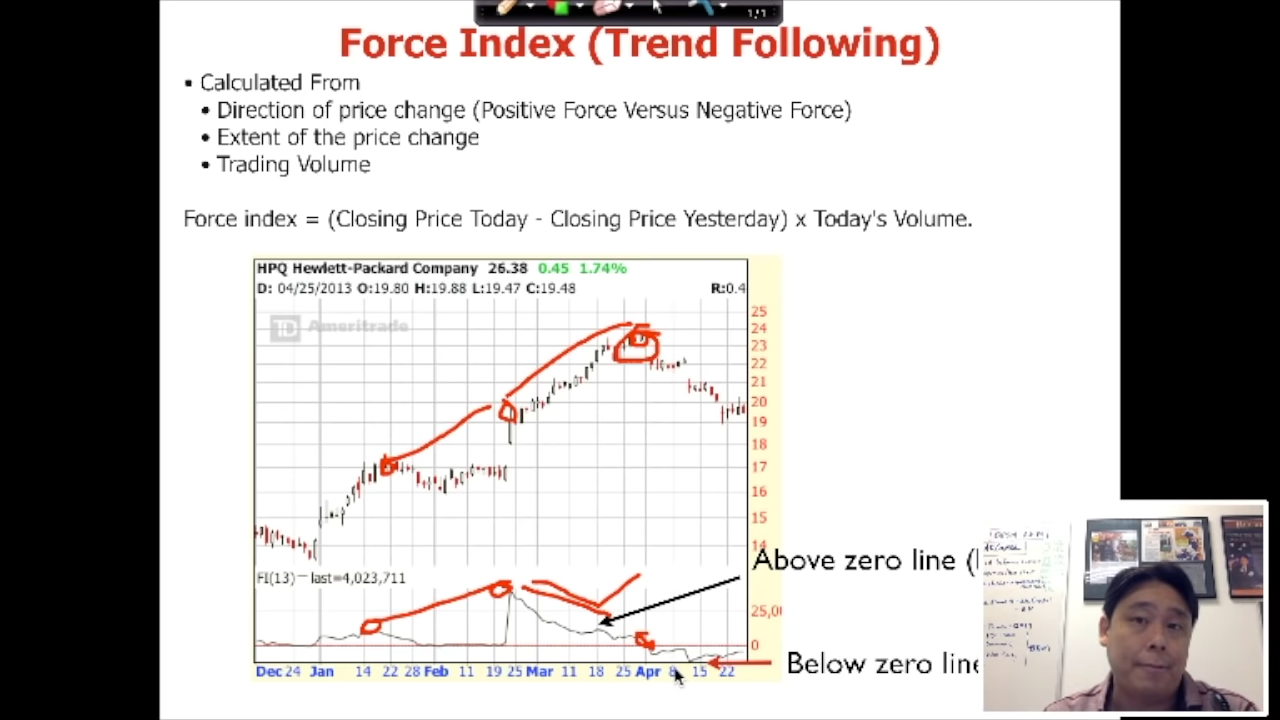 1/1
Force Index (Trend Following)
▪ Calculated From
• Direction of price change (Positive Force Versus Negative Force)
• Extent of the price change
• Trading Volume
Force index = (Closing Price Today - Closing Price Yesterday) x Today's Volume.
HPQ Hewlett-Packard Company 26.38 0.45 1.74%
D: 04/25/2013 O:19.80 H:19.88 L:19.47 C:19.48 R:0.4
TD Ameritrade
25
24
23
22
21
20
19
18
17
16
15
14
Above zero line (
FI(13) — last=4,023,711
25,0
0
Below zero line
Dec 24 Jan 14 22 28 Feb 11 19 25 Mar 11 18 25 Apr 8 15 22